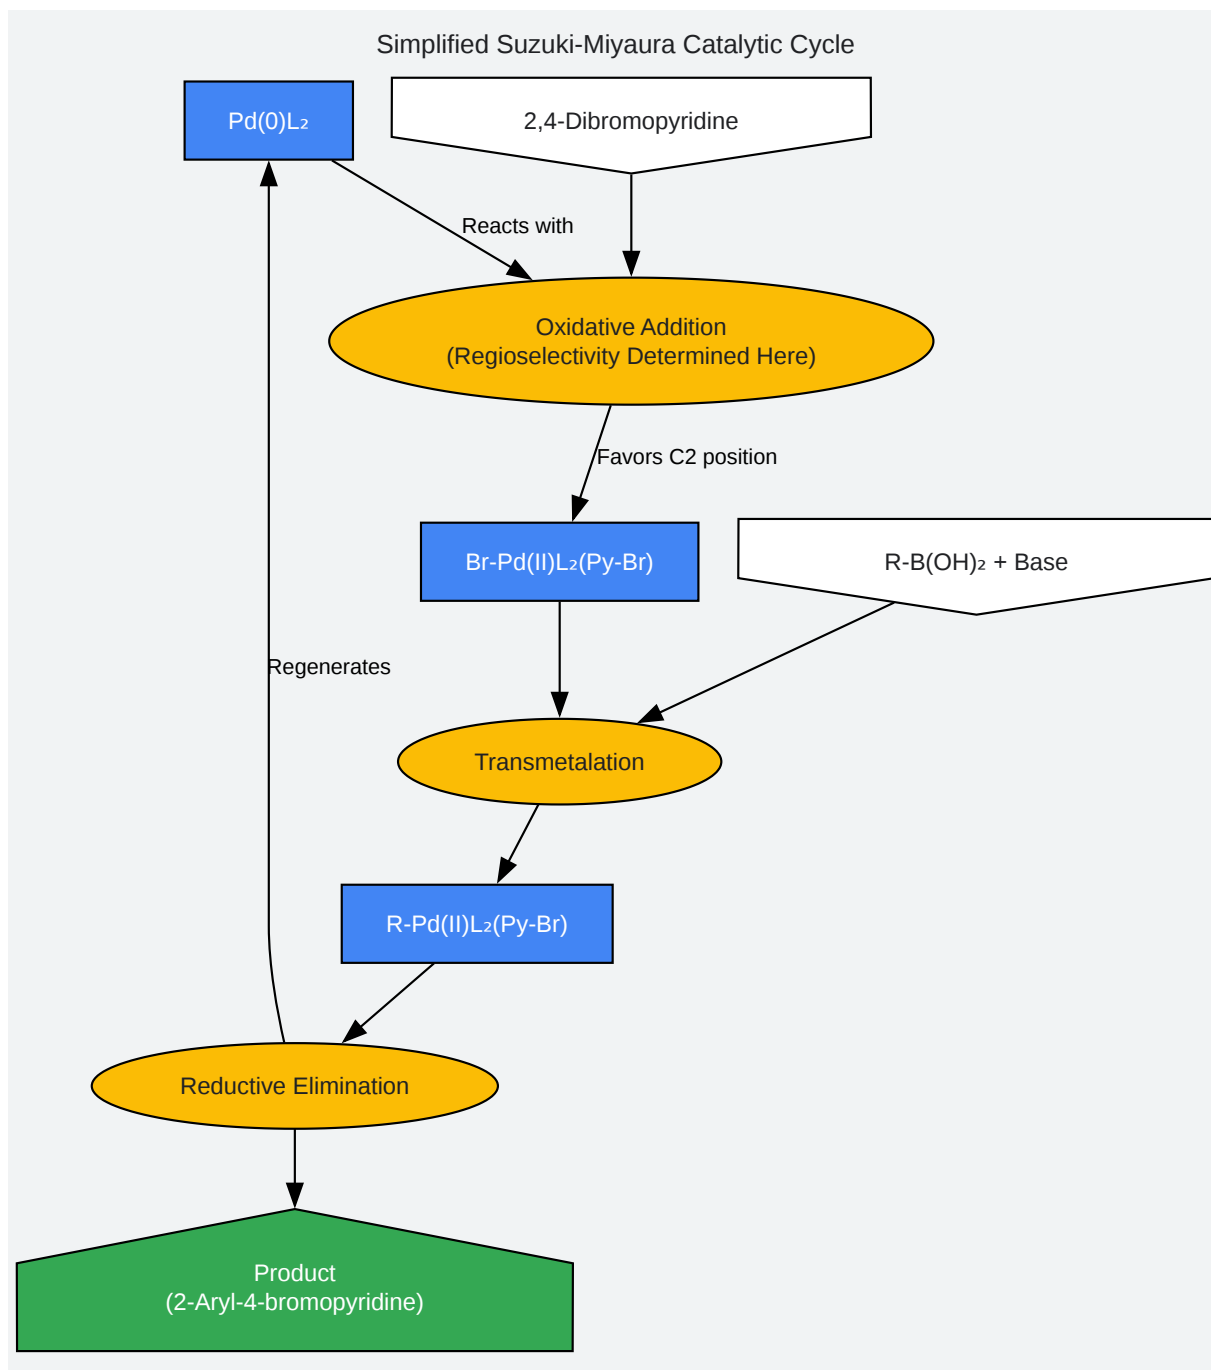 Simplified Suzuki-Miyaura Catalytic Cycle
Pd(0)L₂
2,4-Dibromopyridine
Reacts with
Oxidative Addition
(Regioselectivity Determined Here)
Favors C2 position
Br-Pd(II)L₂(Py-Br)
R-B(OH)₂ + Base
Regenerates
Transmetalation
R-Pd(II)L₂(Py-Br)
Reductive Elimination
Product
(2-Aryl-4-bromopyridine)